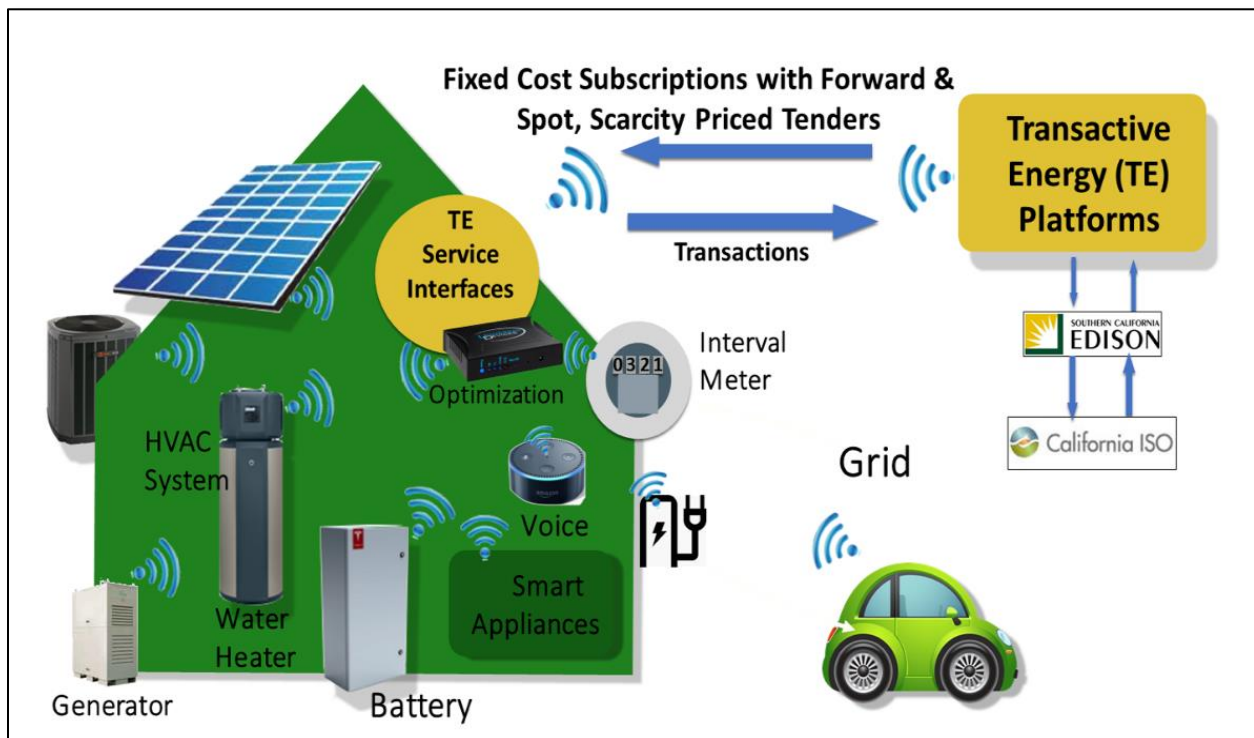 Fixed Cost Subscriptions with Forward &
Spot, Scarcity Priced Tenders
Transactive
Energy (TE)
Platforms
Transactions
TE
Service
Interfaces
SOUTHERN CALIFORNIA
EDISON
California ISO
Interval
Meter
0321
Optimization
HVAC
System
Grid
Voice
amazon
Smart
Appliances
Water
Heater
Generator
Battery